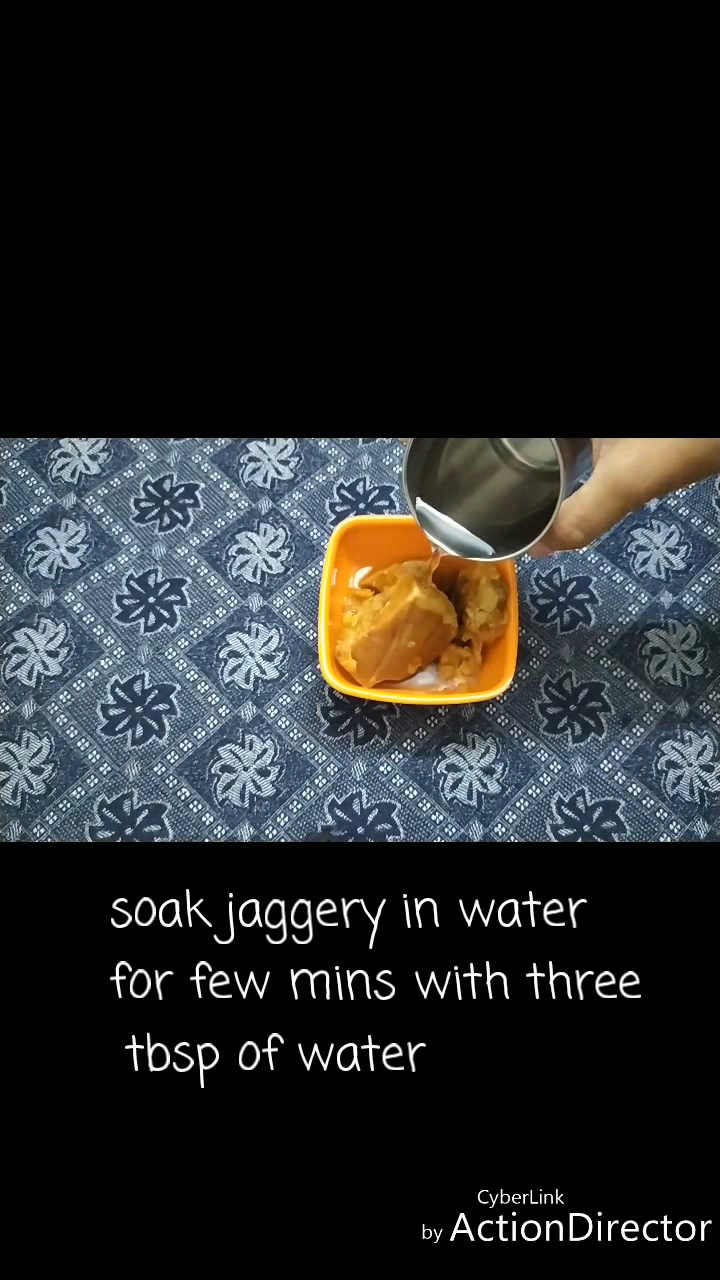 soak jaggery in water
for few mins with three
tbsp of water
CyberLink
by ActionDirector